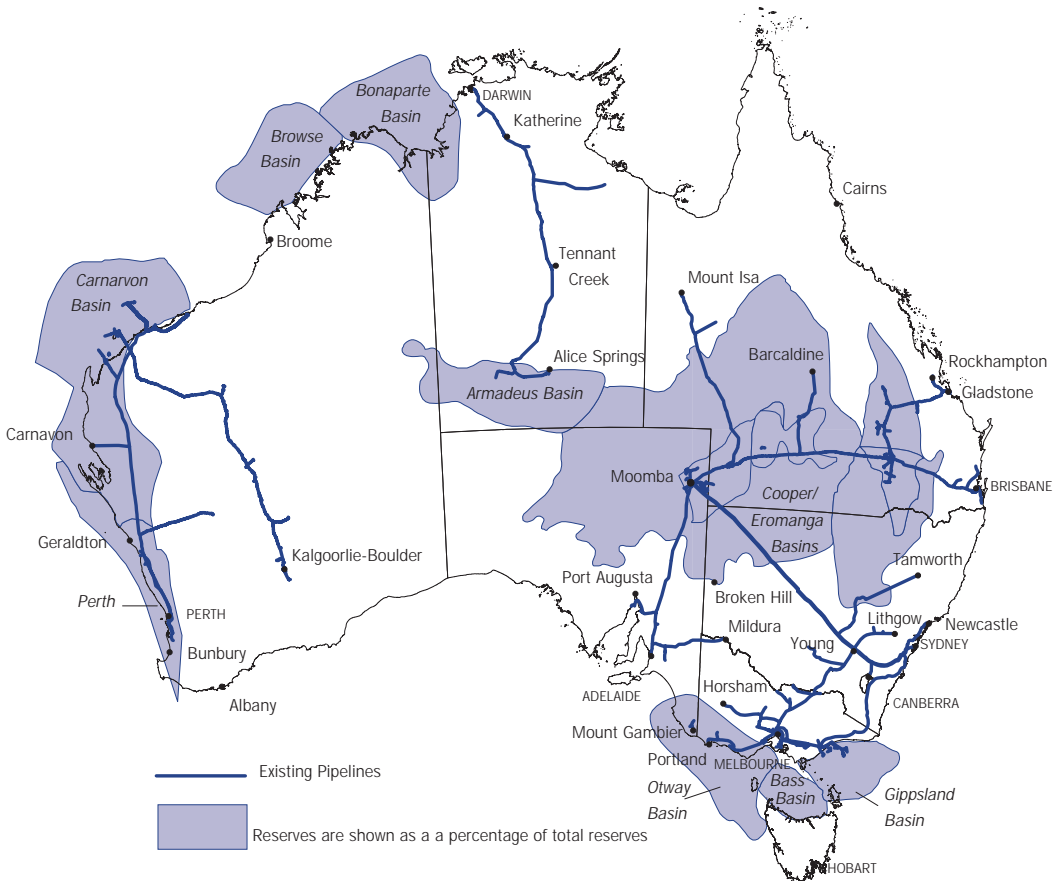 Bonaparte
Basin
DARWIN
Katherine
Browse
Basin
Cairns
Broome
Tennant
Creek
Carnarvon
Basin
Mount Isa
Alice Springs
Barcaldine
Rockhampton
Gladstone
Armadeus Basin
Carnavon
Moomba
BRISBANE
Cooper/
Eromanga
Basins
Geraldton
Kalgoorlie-Boulder
Tamworth
Port Augusta
Broken Hill
Perth
PERTH
Mildura
Lithgow
Newcastle
Young
SYDNEY
Bunbury
ADELAIDE
Horsham
CANBERRA
Albany
Mount Gambier
Portland
MELBOURNE
Existing Pipelines
Otway
Basin
Bass
Basin
Gippsland
Basin
Reserves are shown as a a percentage of total reserves
HOBART